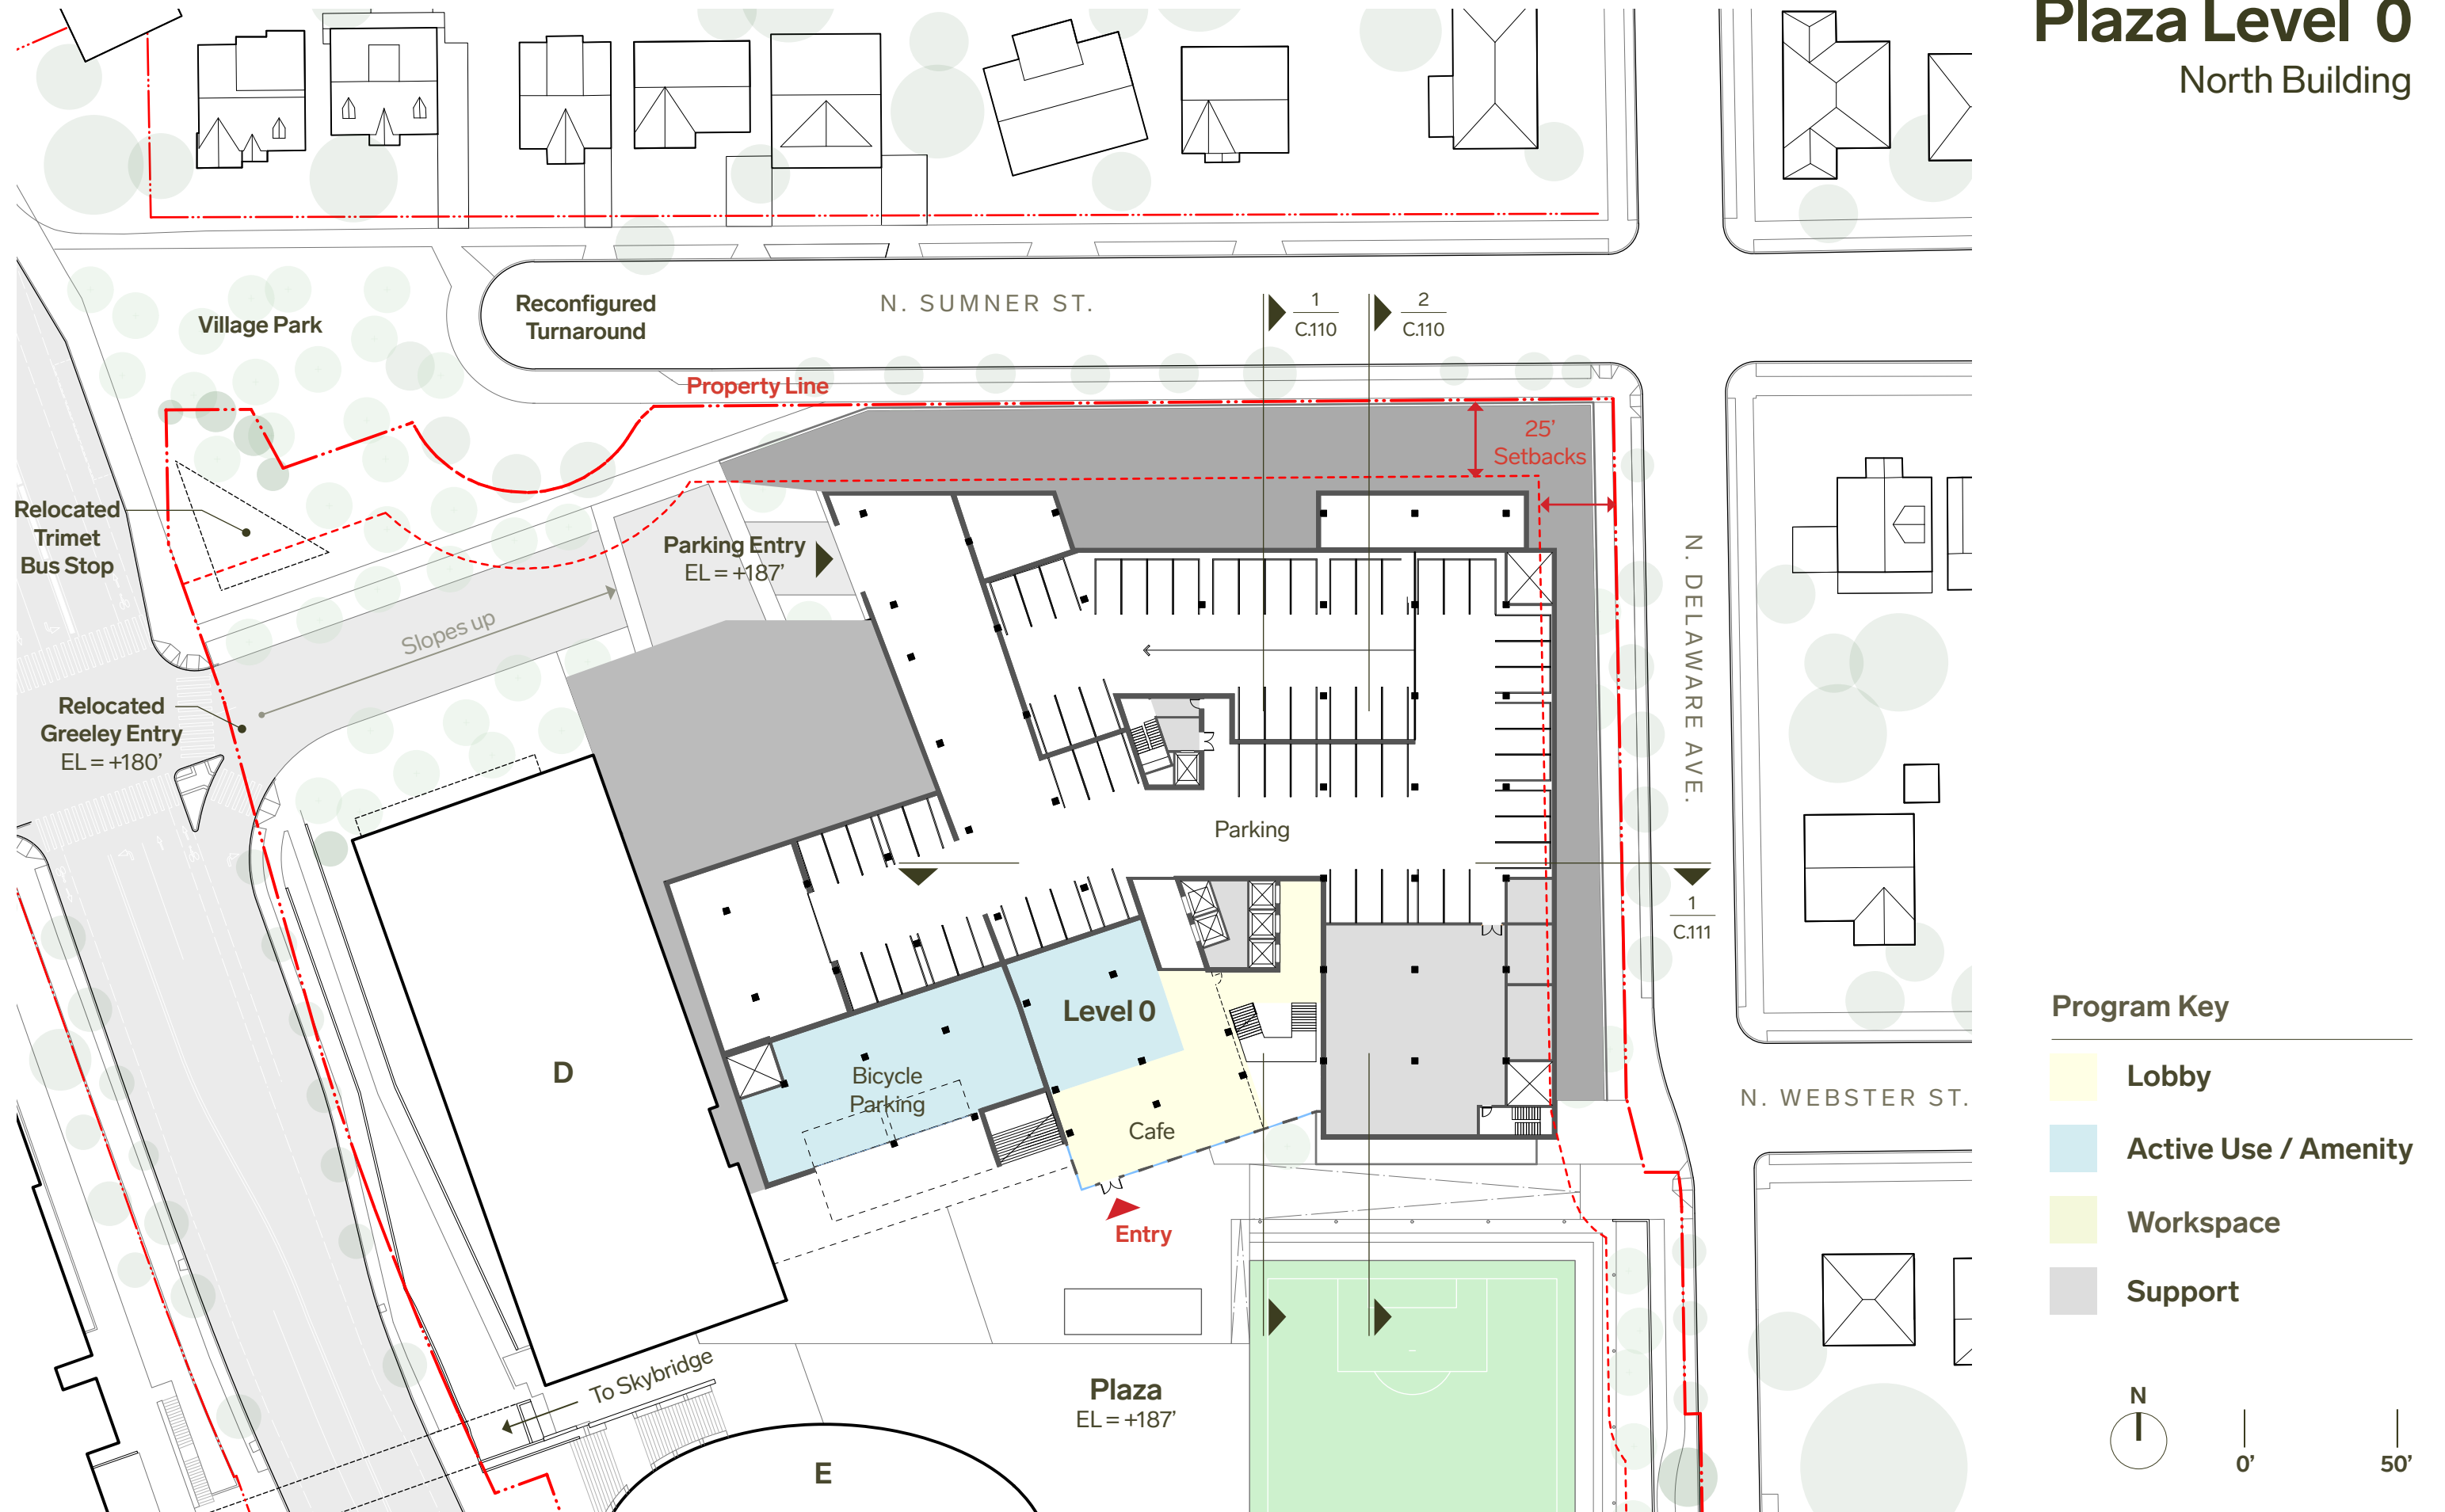 Plaza Level 0
North Building
N. SUMNER ST.
Reconfigured
Turnaround
Village Park
1
C.110
2
C.110
Property Line
25’
Setbacks
Relocated
Trimet
Bus Stop
Parking Entry
EL = +187’
Slopes up
N. DELAWARE AVE.
Relocated
Greeley Entry
EL = +180’
Parking
1
C.111
Level 0
D
Bicycle
Parking
Cafe
N. WEBSTER ST.
Entry
To Skybridge
Plaza
EL = +187’
E
Program Key
Lobby
Active Use / Amenity
Workspace
Support
N
0’
50’